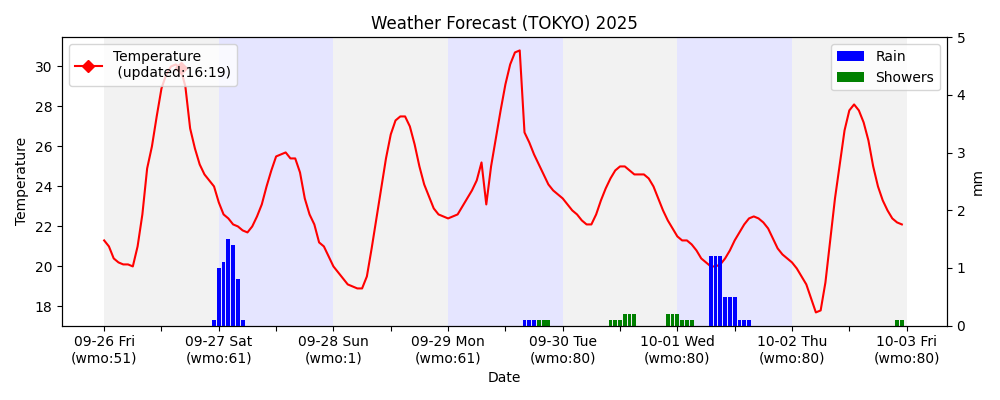 Weather Forecast (TOKYO) 2025
Temperature
(updated:16:19)
Rain
Showers
Temperature
30
28
26
24
22
20
18
5
4
3
2
1
0
mm
09-26 Fri
(wmo:51)
09-27 Sat
(wmo:61)
09-28 Sun
(wmo:1)
09-29 Mon
(wmo:61)
09-30 Tue
(wmo:80)
10-01 Wed
(wmo:80)
10-02 Thu
(wmo:80)
10-03 Fri
(wmo:80)
Date